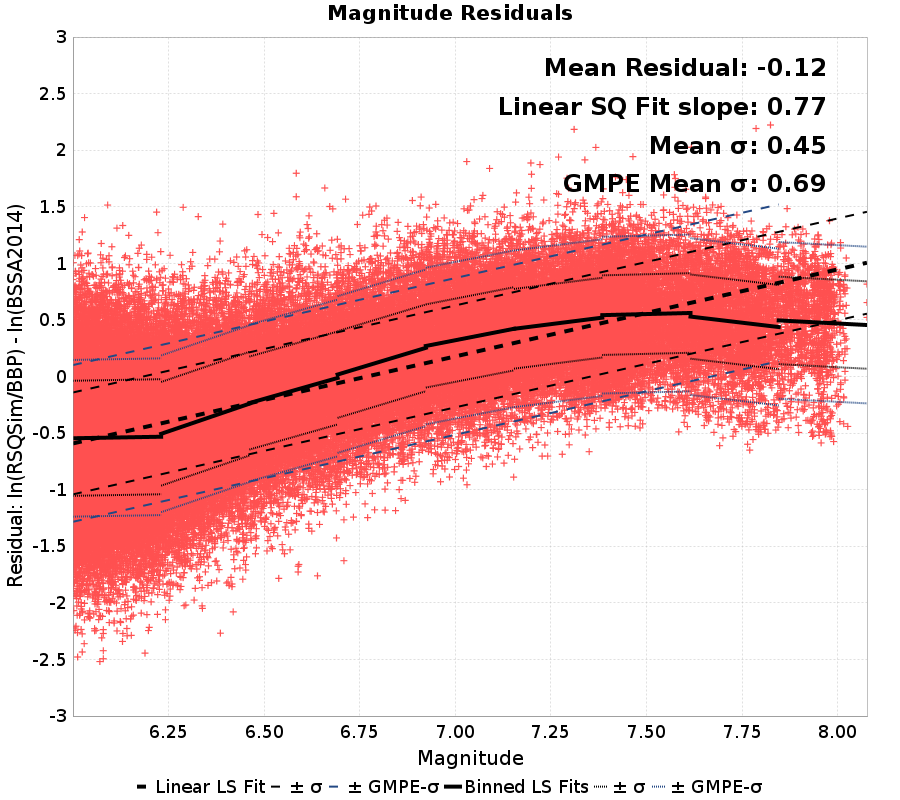 Magnitude Residuals
Mean Residual: -0.12
Linear SQ Fit slope: 0.77
Mean σ: 0.45
GMPE Mean σ: 0.69
Residual: ln(RSQSim/BBP) - ln(BSSA2014)
3
2.5
2
1.5
1
0.5
0
-0.5
-1
-1.5
-2
-2.5
-3
6.25 6.50 6.75 7.00 7.25 7.50 7.75 8.00
Magnitude
Linear LS Fit ± σ ± GMPE-σ Binned LS Fits ± σ ± GMPE-σ